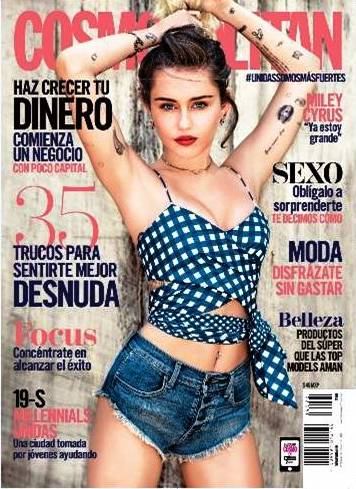 COSMOPOLITAN
#UNIDASSOMOSMÁSFUERTES
HAZ CRECER TU
DINERO
COMIENZA
UN NEGOCIO
CON POCO CAPITAL
MILEY
CYRUS
"Ya estoy
grande"
SEXO
Oblígalo a
sorprenderte
TE DECIMOS CÓMO
35
TRUCOS PARA
SENTIRTE MEJOR
DESNUDA
MODA
DISFRÁZATE
SIN GASTAR
Focus
Concéntrate en
alcanzar el éxito
Belleza
PRODUCTOS
DEL SÚPER
QUE LAS TOP
MODELS AMAN
19-S
MILLENNIALS
UNIDAS
Una ciudad tomada
por jóvenes ayudando